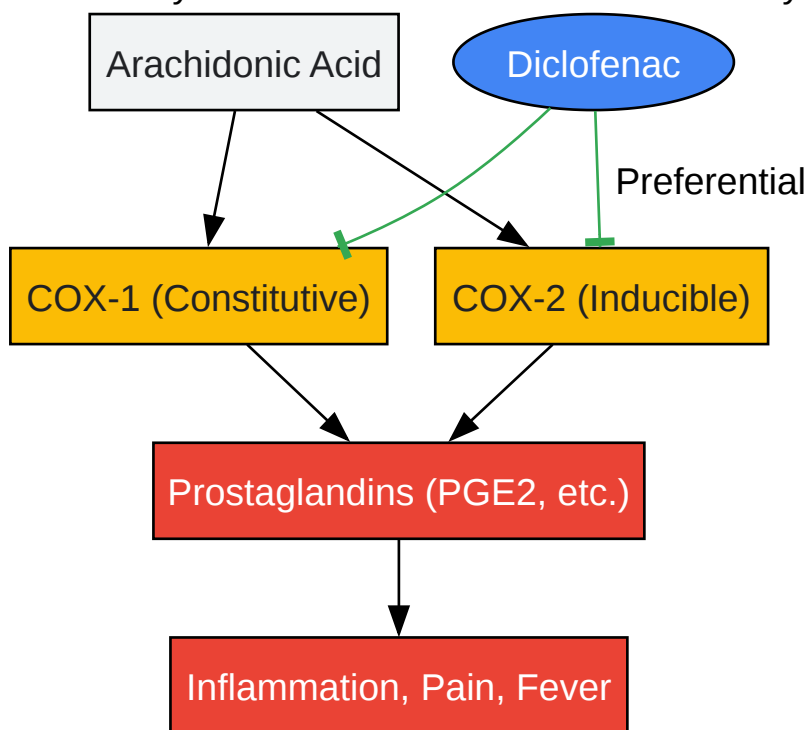 Arachidonic Acid
Diclofenac
Preferential
COX-1 (Constitutive)
COX-2 (Inducible)
Prostaglandins (PGE2, etc.)
Inflammation, Pain, Fever